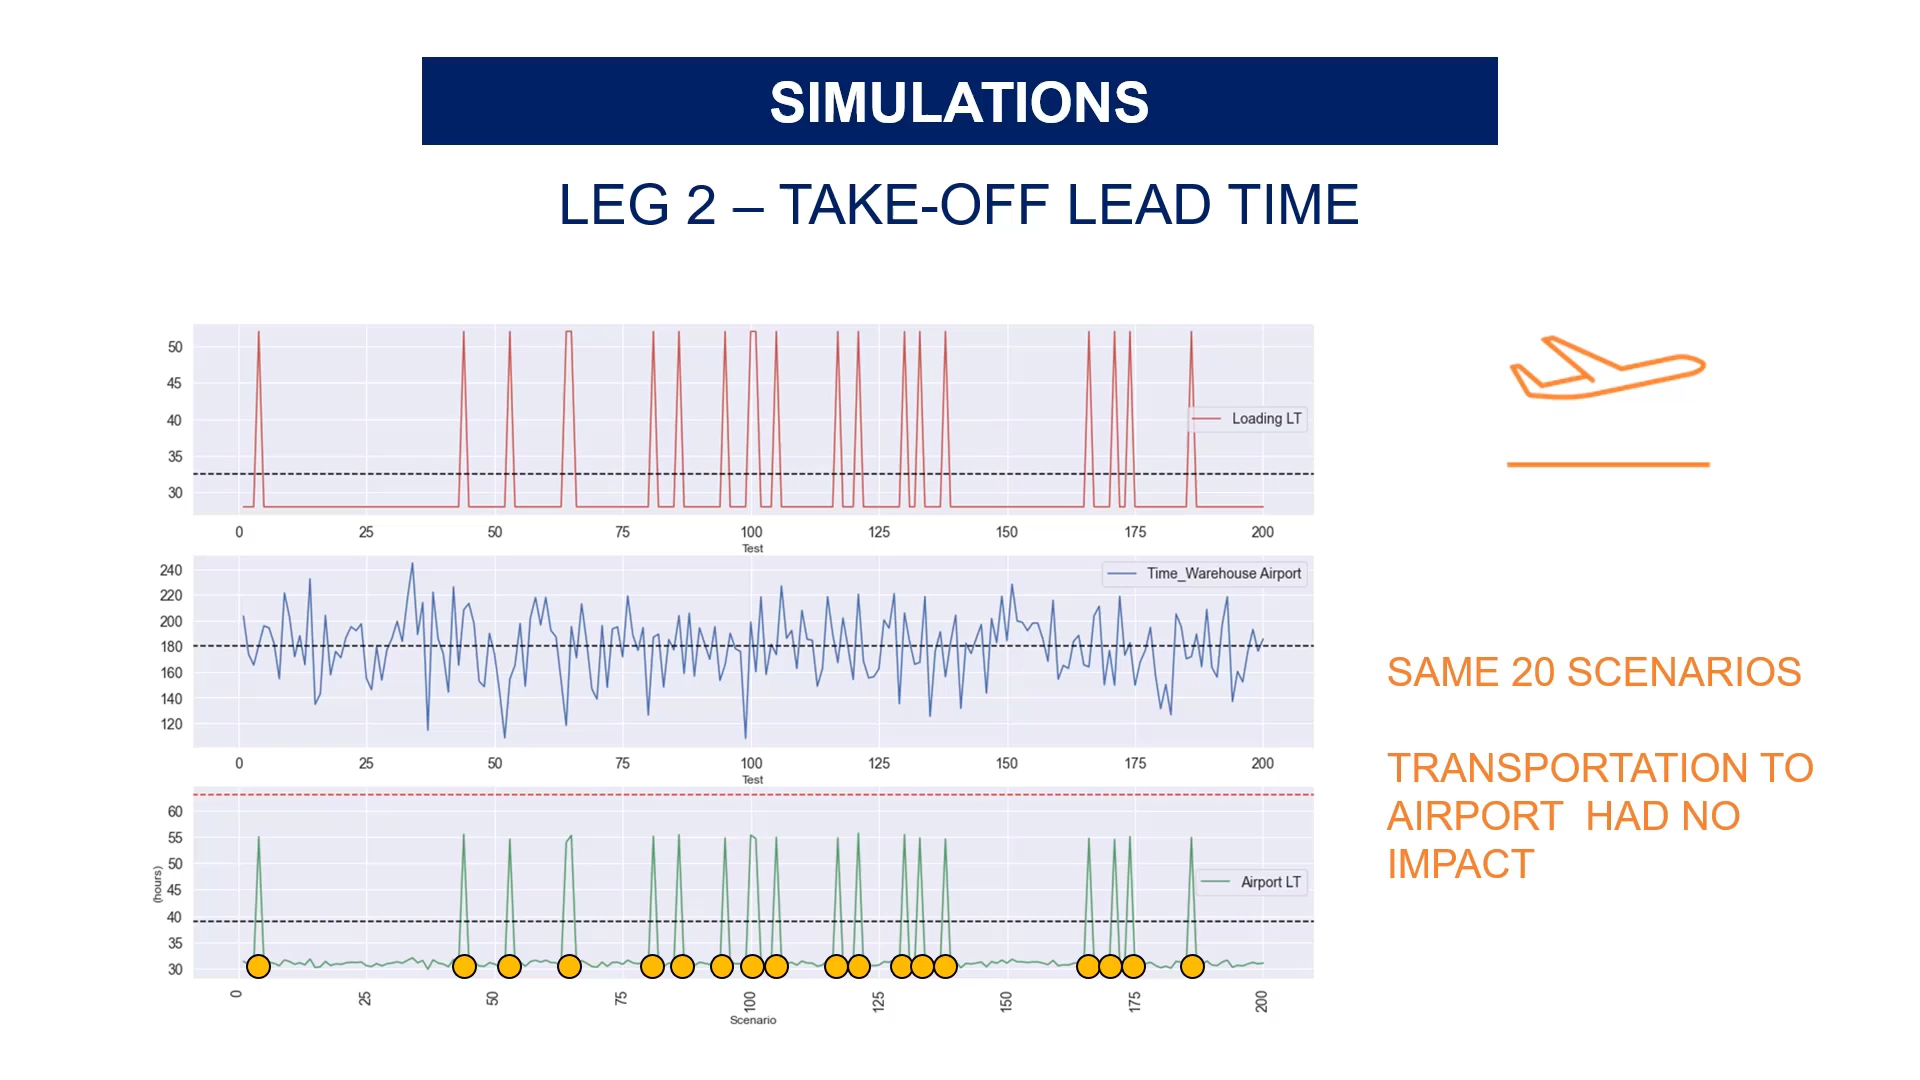 SIMULATIONS
LEG 2 – TAKE-OFF LEAD TIME
50
45
40
35
30
Loading LT
0 25 50 75 100 125 150 175 200
Test
240
220
200
180
160
140
120
Time_Warehouse Airport
0 25 50 75 100 125 150 175 200
Test
60
55
50
45
40
35
30
(hours)
Airport LT
0 25 50 75 100 125 150 175 200
Scenario
SAME 20 SCENARIOS
TRANSPORTATION TO
AIRPORT  HAD NO
IMPACT